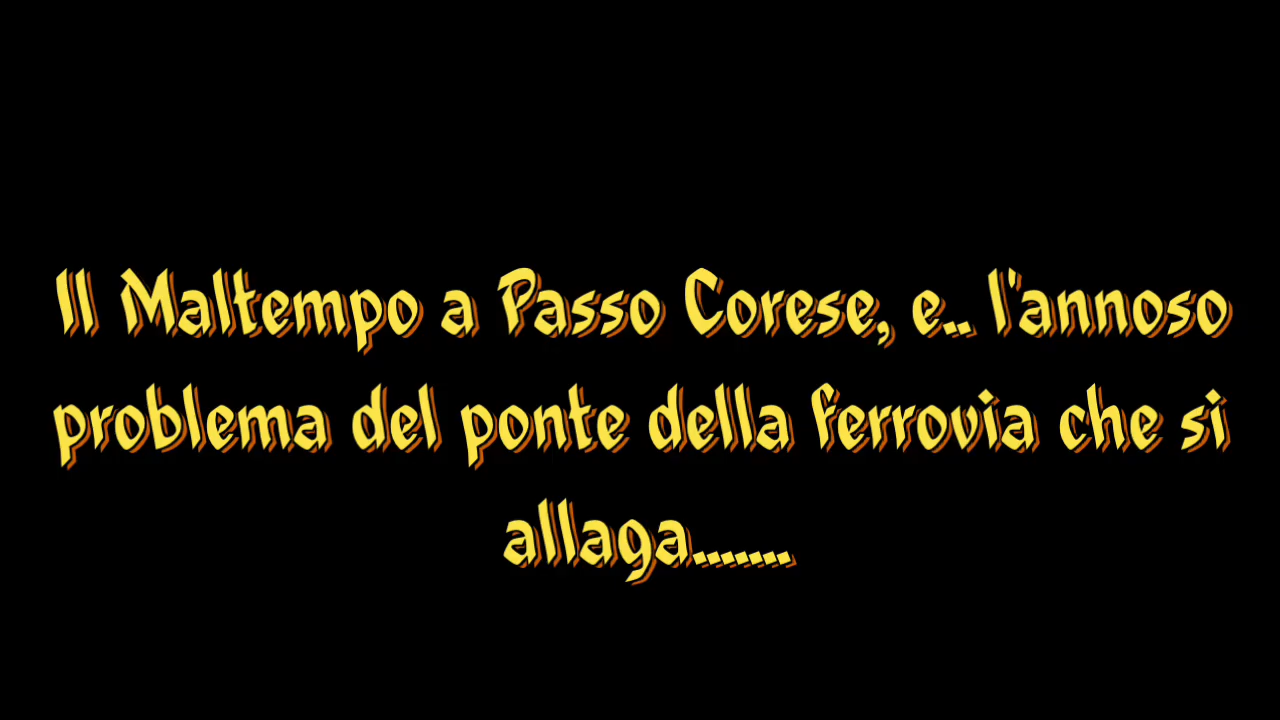 Il Maltempo a Passo Corese, e.. l'annoso
problema del ponte della ferrovia che si
allaga.......